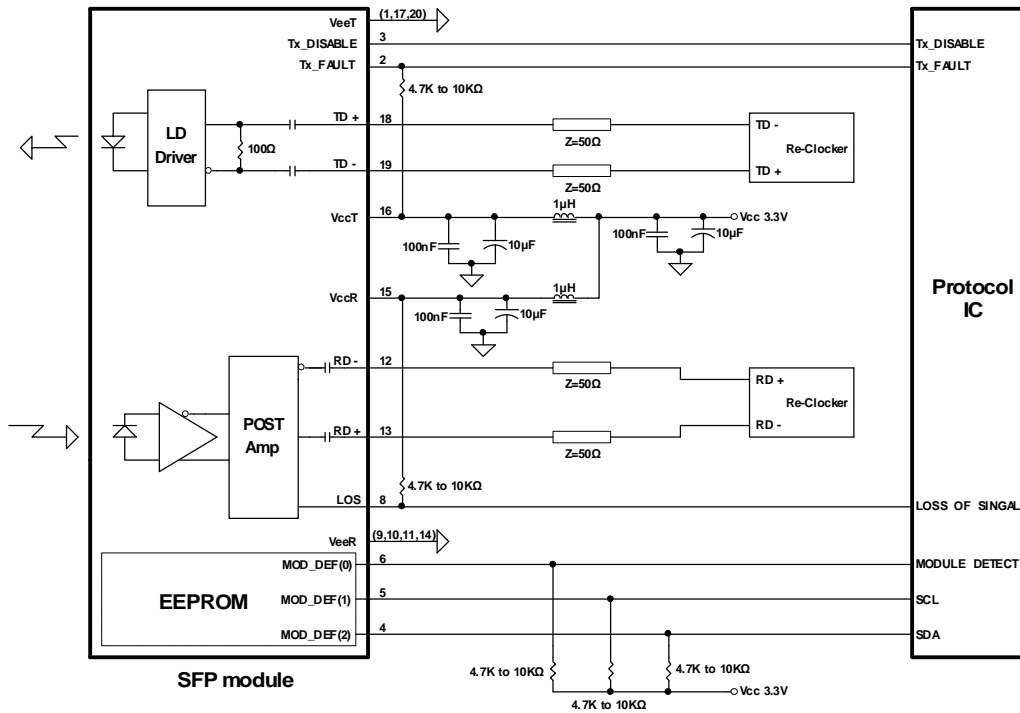 VeeT
(1,17,20)
Tx_DISABLE
3
Tx_DISABLE
Tx_FAULT
2
Tx_FAULT
4.7K to 10KΩ
LD
Driver
100Ω
TD +
18
Z=50Ω
TD -
Re-Clocker
TD -
19
Z=50Ω
TD +
VccT
16
1µH
Vcc 3.3V
100nF
10µF
100nF
10µF
VccR
15
1µH
100nF
10µF
Protocol
IC
RD -
12
Z=50Ω
RD +
Re-Clocker
POST
Amp
RD+
13
Z=50Ω
RD -
4.7K to 10KΩ
LOS
8
LOSS OF SINGAL
VeeR
(9,10,11,14)
EEPROM
MOD_DEF(0)
6
MODULE DETECT
MOD_DEF(1)
5
SCL
MOD_DEF(2)
4
SDA
4.7K to 10KΩ
4.7K to 10KΩ
4.7K to 10KΩ
Vcc 3.3V
SFP module